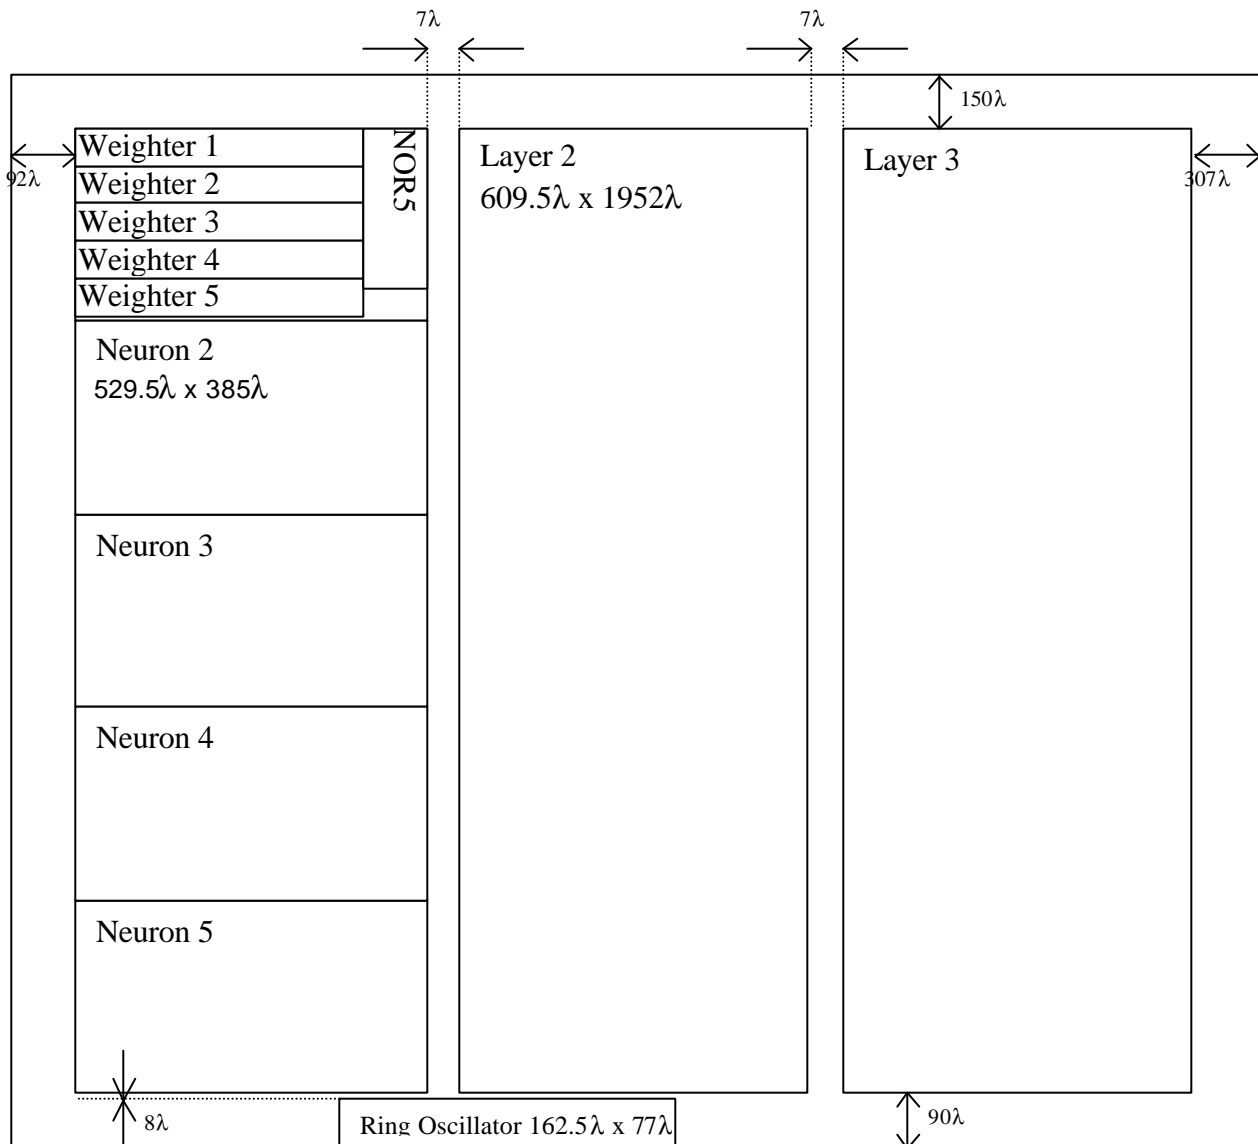 7λ
7λ
150λ
92λ
307λ
Weighter 1
Weighter 2
Weighter 3
Weighter 4
Weighter 5
NOR5
Layer 2
609.5λ x 1952λ
Layer 3
Neuron 2
529.5λ x 385λ
Neuron 3
Neuron 4
Neuron 5
8λ
Ring Oscillator 162.5λ x 77λ
90λ